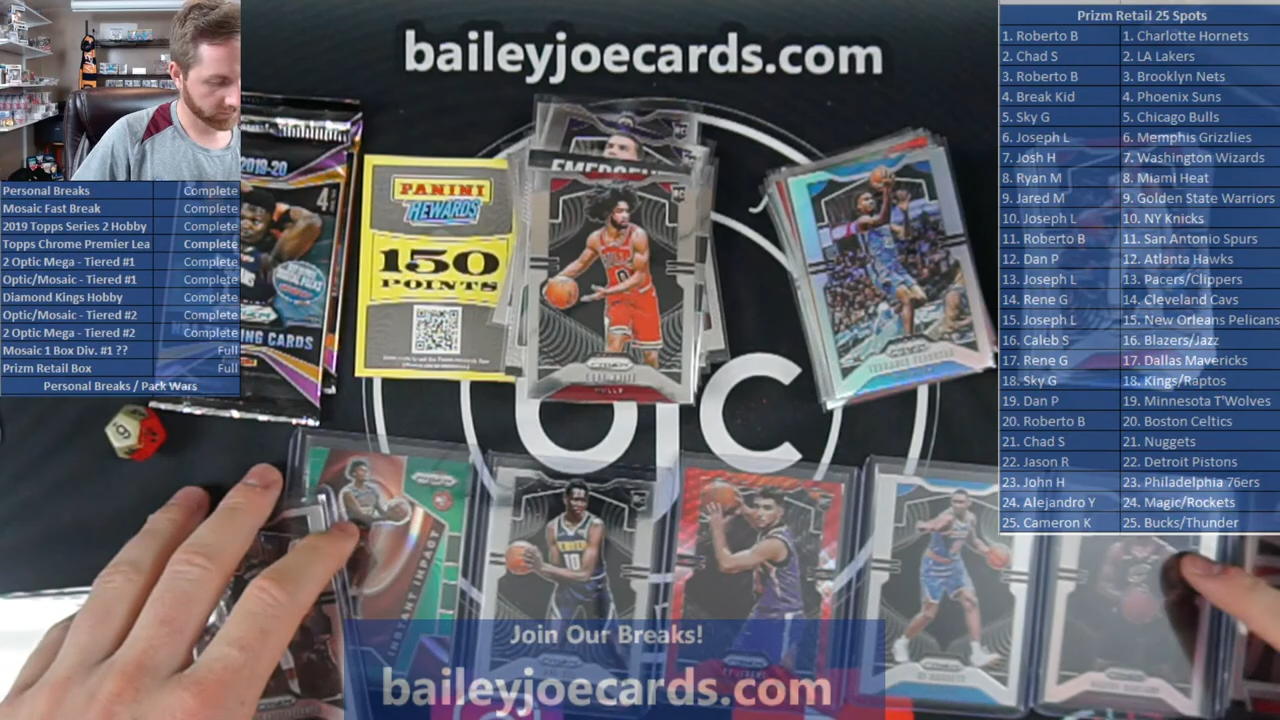 baileyjoecards.com
Prizm Retail 25 Spots
1. Roberto B 1. Charlotte Hornets
2. Chad S 2. LA Lakers
3. Roberto B 3. Brooklyn Nets
4. Break Kid 4. Phoenix Suns
5. Sky G 5. Chicago Bulls
6. Joseph L 6. Memphis Grizzlies
7. Josh H 7. Washington Wizards
8. Ryan M 8. Miami Heat
9. Jared M 9. Golden State Warriors
10. Joseph L 10. NY Knicks
11. Roberto B 11. San Antonio Spurs
12. Dan P 12. Atlanta Hawks
13. Joseph L 13. Pacers/Clippers
14. Rene G 14. Cleveland Cavs
15. Joseph L 15. New Orleans Pelicans
16. Caleb S 16. Blazers/Jazz
17. Rene G 17. Dallas Mavericks
18. Sky G 18. Kings/Raptos
19. Dan P 19. Minnesota T'Wolves
20. Roberto B 20. Boston Celtics
21. Chad S 21. Nuggets
22. Jason R 22. Detroit Pistons
23. John H 23. Philadelphia 76ers
24. Alejandro Y 24. Magic/Rockets
25. Cameron K 25. Bucks/Thunder
Personal Breaks Complete
Mosaic Fast Break Complete
2019 Topps Series 2 Hobby Complete
Topps Chrome Premier Lea Complete
2 Optic Mega - Tiered #1 Complete
Optic/Mosaic - Tiered #1 Complete
Diamond Kings Hobby Complete
Optic/Mosaic - Tiered #2 Complete
2 Optic Mega - Tiered #2 Complete
Mosaic 1 Box Div. #1 ?? Full
Prizm Retail Box Full
Personal Breaks / Pack Wars
2019-20
PANINI
REWARDS
150
POINTS
RC
PRIZM
INSTANT IMPACT
Join Our Breaks!
baileyjoecards.com